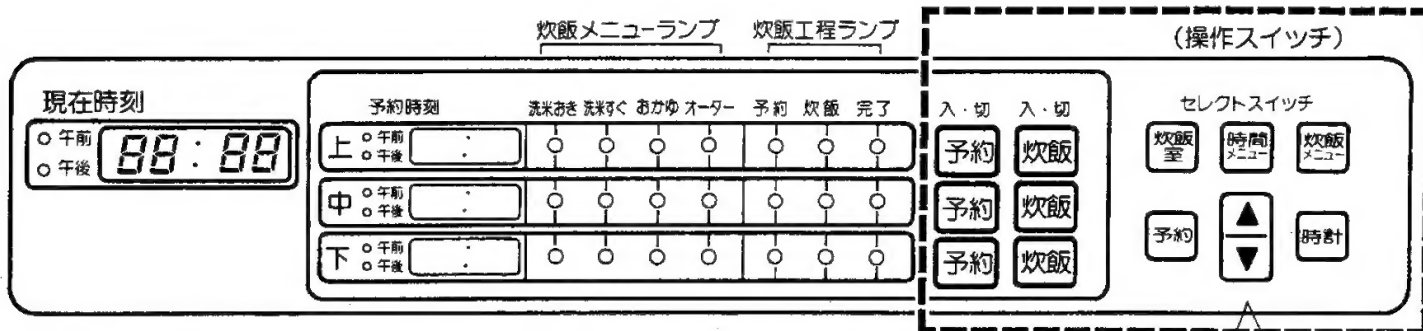 炊飯メニューランプ 炊飯工程ランプ (操作スイッチ)
現在時刻
午前
午後
88:88
予約時刻 洗米おき 洗米すぐ おかゆ オーダー 予約 炊飯 完了 入・切 入・切
上 午前 午後 : 予約 炊飯
中 午前 午後 : 予約 炊飯
下 午前 午後 : 予約 炊飯
セレクトスイッチ
炊飯室 時間メニュー 炊飯メニュー
予約 ▲▼ 時計